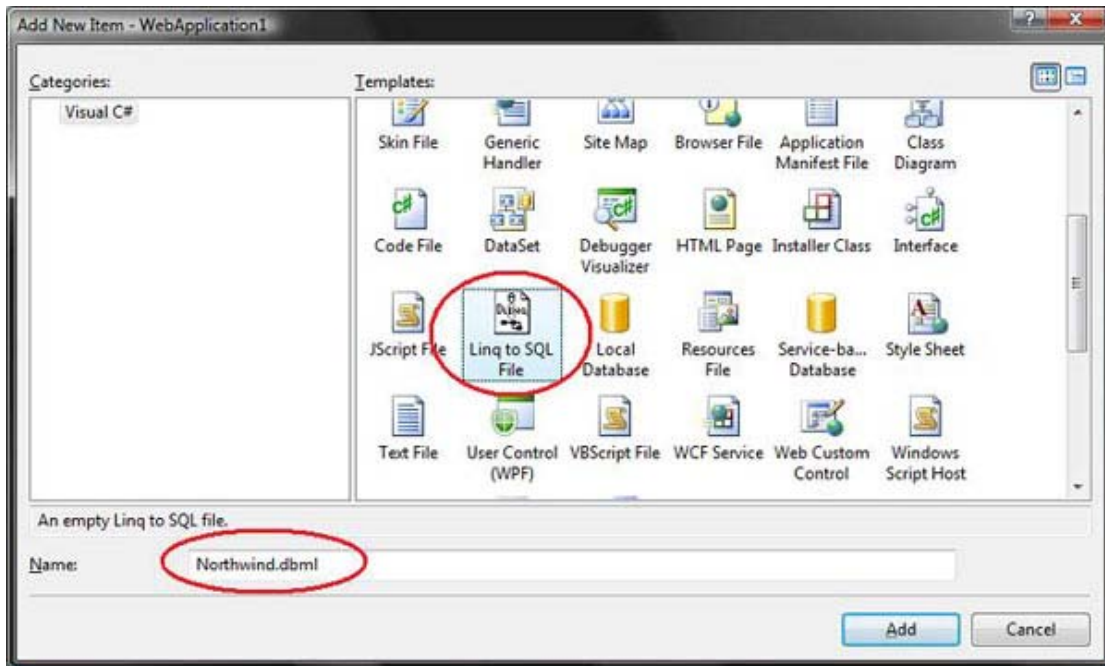 Add New Item - WebApplication1
Categories:
Templates:
Visual C#
Skin File
Generic Handler
Site Map
Browser File
Application Manifest File
Class Diagram
Code File
DataSet
Debugger Visualizer
HTML Page
Installer Class
Interface
JScript File
Linq to SQL File
Local Database
Resources File
Service-ba... Database
Style Sheet
Text File
User Control (WPF)
VBScript File
WCF Service
Web Custom Control
Windows Script Host
An empty Linq to SQL file.
Name:
Northwind.dbml
Add
Cancel